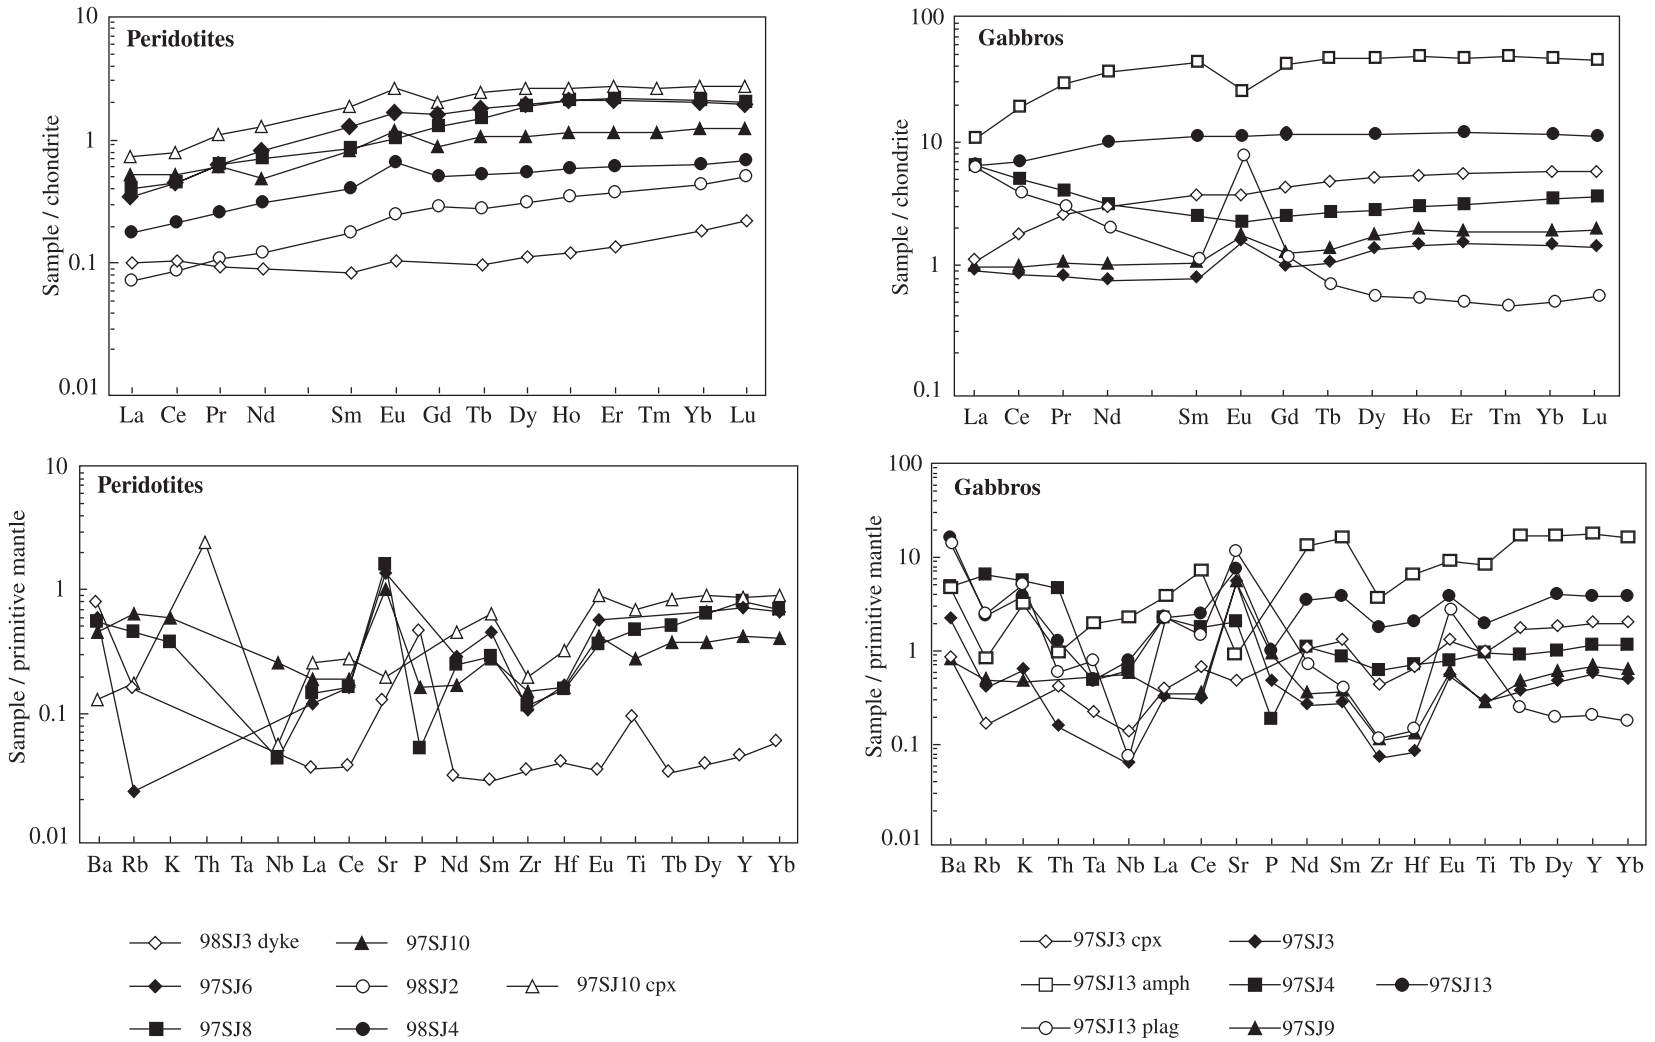 Peridotites
Sample / chondrite
10
1
0.1
0.01
La Ce Pr Nd Sm Eu Gd Tb Dy Ho Er Tm Yb Lu
Gabbros
Sample / chondrite
100
10
1
0.1
La Ce Pr Nd Sm Eu Gd Tb Dy Ho Er Tm Yb Lu
Peridotites
Sample / primitive mantle
10
1
0.1
0.01
Ba Rb K Th Ta Nb La Ce Sr P Nd Sm Zr Hf Eu Ti Tb Dy Y Yb
Gabbros
Sample / primitive mantle
100
10
1
0.1
0.01
Ba Rb K Th Ta Nb La Ce Sr P Nd Sm Zr Hf Eu Ti Tb Dy Y Yb
98SJ3 dyke 97SJ10
97SJ6 98SJ2 97SJ10 cpx
97SJ8 98SJ4
97SJ3 cpx 97SJ3
97SJ13 amph 97SJ4 97SJ13
97SJ13 plag 97SJ9